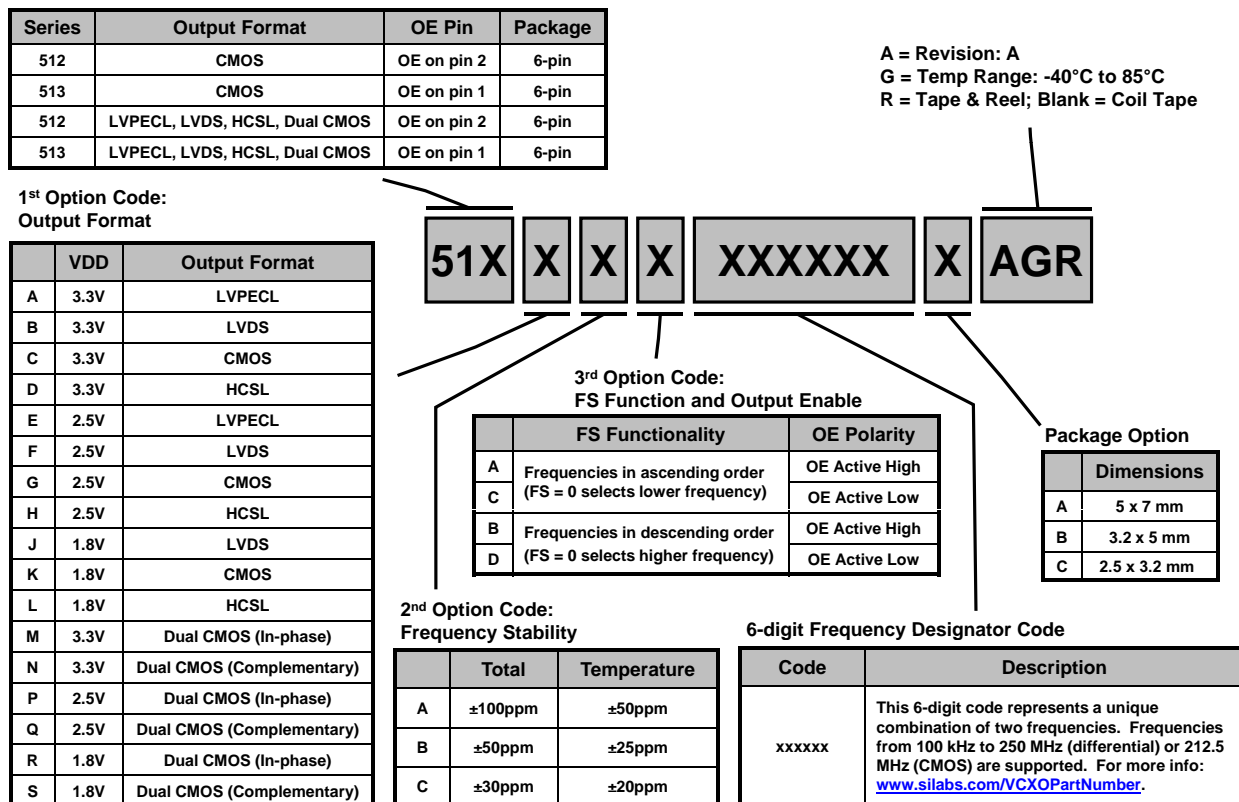 Series Output Format OE Pin Package
512 CMOS OE on pin 2 6-pin
513 CMOS OE on pin 1 6-pin
512 LVPECL, LVDS, HCSL, Dual CMOS OE on pin 2 6-pin
513 LVPECL, LVDS, HCSL, Dual CMOS OE on pin 1 6-pin
A = Revision: A
G = Temp Range: -40°C to 85°C
R = Tape & Reel; Blank = Coil Tape
51X X X X XXXXXX X AGR
1st Option Code:
Output Format
VDD Output Format
A 3.3V LVPECL
B 3.3V LVDS
C 3.3V CMOS
D 3.3V HCSL
E 2.5V LVPECL
F 2.5V LVDS
G 2.5V CMOS
H 2.5V HCSL
J 1.8V LVDS
K 1.8V CMOS
L 1.8V HCSL
M 3.3V Dual CMOS (In-phase)
N 3.3V Dual CMOS (Complementary)
P 2.5V Dual CMOS (In-phase)
Q 2.5V Dual CMOS (Complementary)
R 1.8V Dual CMOS (In-phase)
S 1.8V Dual CMOS (Complementary)
3rd Option Code:
FS Function and Output Enable
FS Functionality OE Polarity
A Frequencies in ascending order OE Active High
C (FS = 0 selects lower frequency) OE Active Low
B Frequencies in descending order OE Active High
D (FS = 0 selects higher frequency) OE Active Low
Package Option
Dimensions
A 5 x 7 mm
B 3.2 x 5 mm
C 2.5 x 3.2 mm
2nd Option Code:
Frequency Stability
Total Temperature
A ±100ppm ±50ppm
B ±50ppm ±25ppm
C ±30ppm ±20ppm
6-digit Frequency Designator Code
Code Description
xxxxxx
This 6-digit code represents a unique
combination of two frequencies. Frequencies
from 100 kHz to 250 MHz (differential) or 212.5
MHz (CMOS) are supported. For more info:
www.silabs.com/VCXOPartNumber.